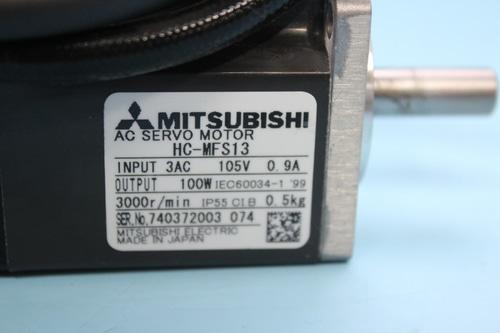 MITSUBISHI
AC SERVO MOTOR
HC-MFS13
INPUT 3AC 105V 0.9A
OUTPUT 100W IEC60034-1 '99
3000r/min IP55 CI.B 0.5kg
SER.No.740372003 074
MITSUBISHI ELECTRIC
MADE IN JAPAN